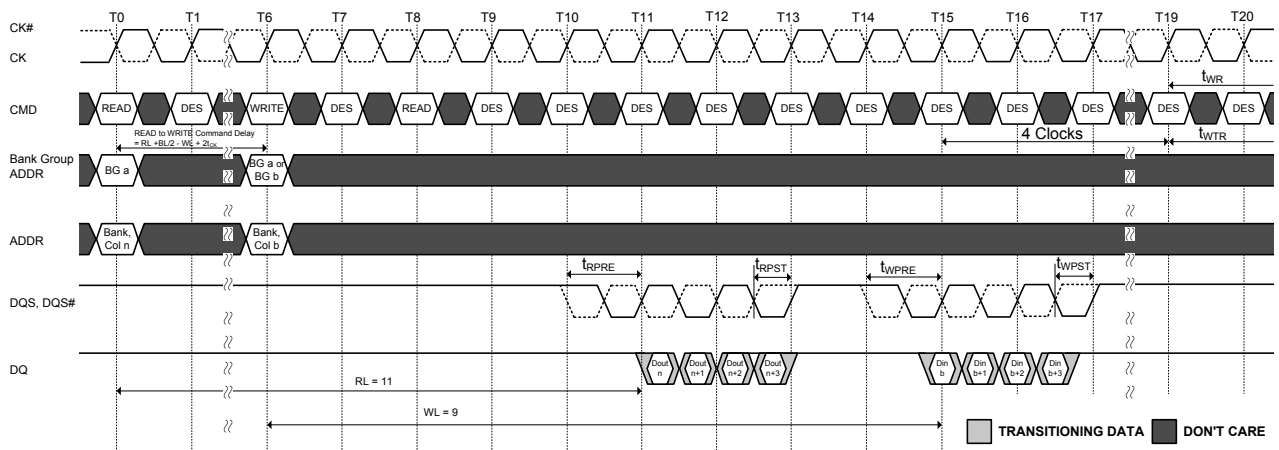 T0 T1 T6 T7 T8 T9 T10 T11 T12 T13 T14 T15 T16 T17 T19 T20
CK#
CK
tWR
CMD READ DES WRITE DES READ DES DES DES DES DES DES DES DES DES DES DES
READ to WRITE Command Delay
= RL +BL/2 - WL + 2tCK
4 Clocks
tWTR
Bank Group
ADDR
BG a
BG a or
BG b
ADDR
Bank,
Col n
Bank,
Col b
tRPRE tRPST tWPRE tWPST
DQS, DQS#
DQ
Dout
n
Dout
n+1
Dout
n+2
Dout
n+3
Din
b
Din
b+1
Din
b+2
Din
b+3
RL = 11
WL = 9
TRANSITIONING DATA DON'T CARE